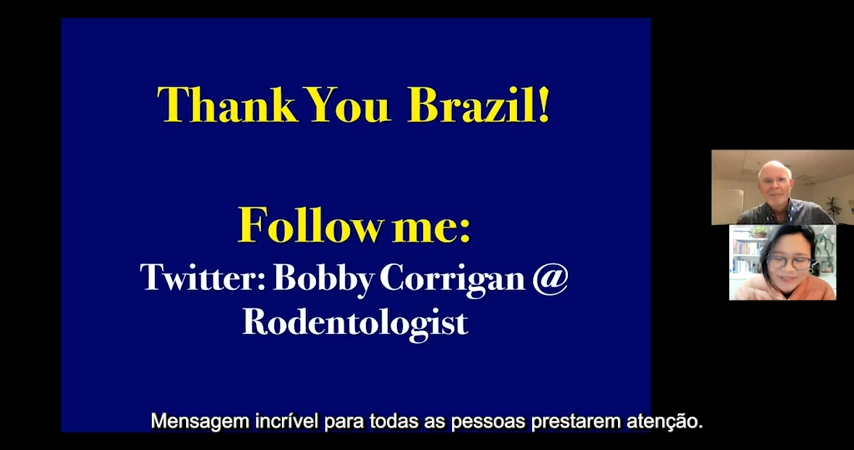 Thank You Brazil!
Follow me:
Twitter: Bobby Corrigan @
Rodentologist
Mensagem incrível para todas as pessoas prestarem atenção.